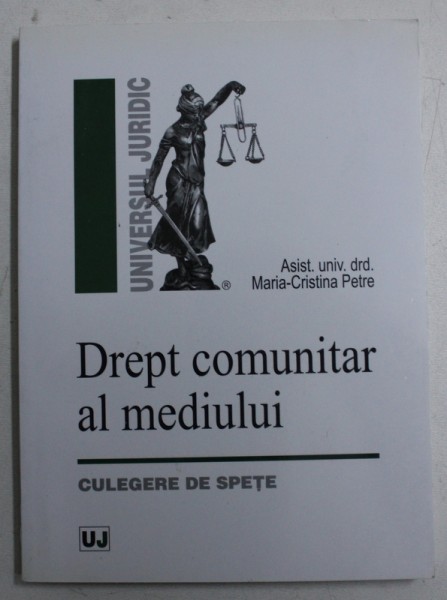 UNIVERSUL JURIDIC
®
Asist. univ. drd.
Maria-Cristina Petre
Drept comunitar
al mediului
CULEGERE DE SPEȚE
UJ